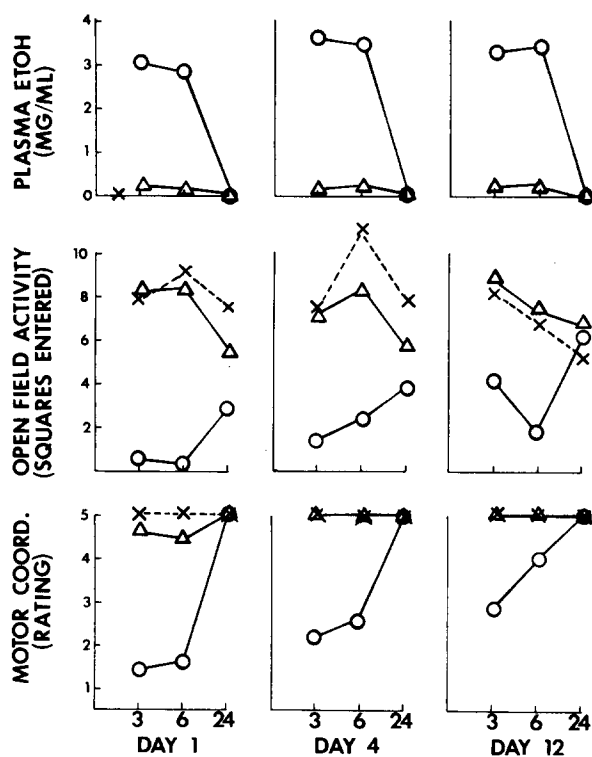 PLASMA ETOH
(MG/ML)
4
3
2
1
0
OPEN FIELD ACTIVITY
(SQUARES ENTERED)
10
8
6
4
2
MOTOR COORD.
(RATING)
5
4
3
2
1
3 6 24
DAY 1
3 6 24
DAY 4
3 6 24
DAY 12